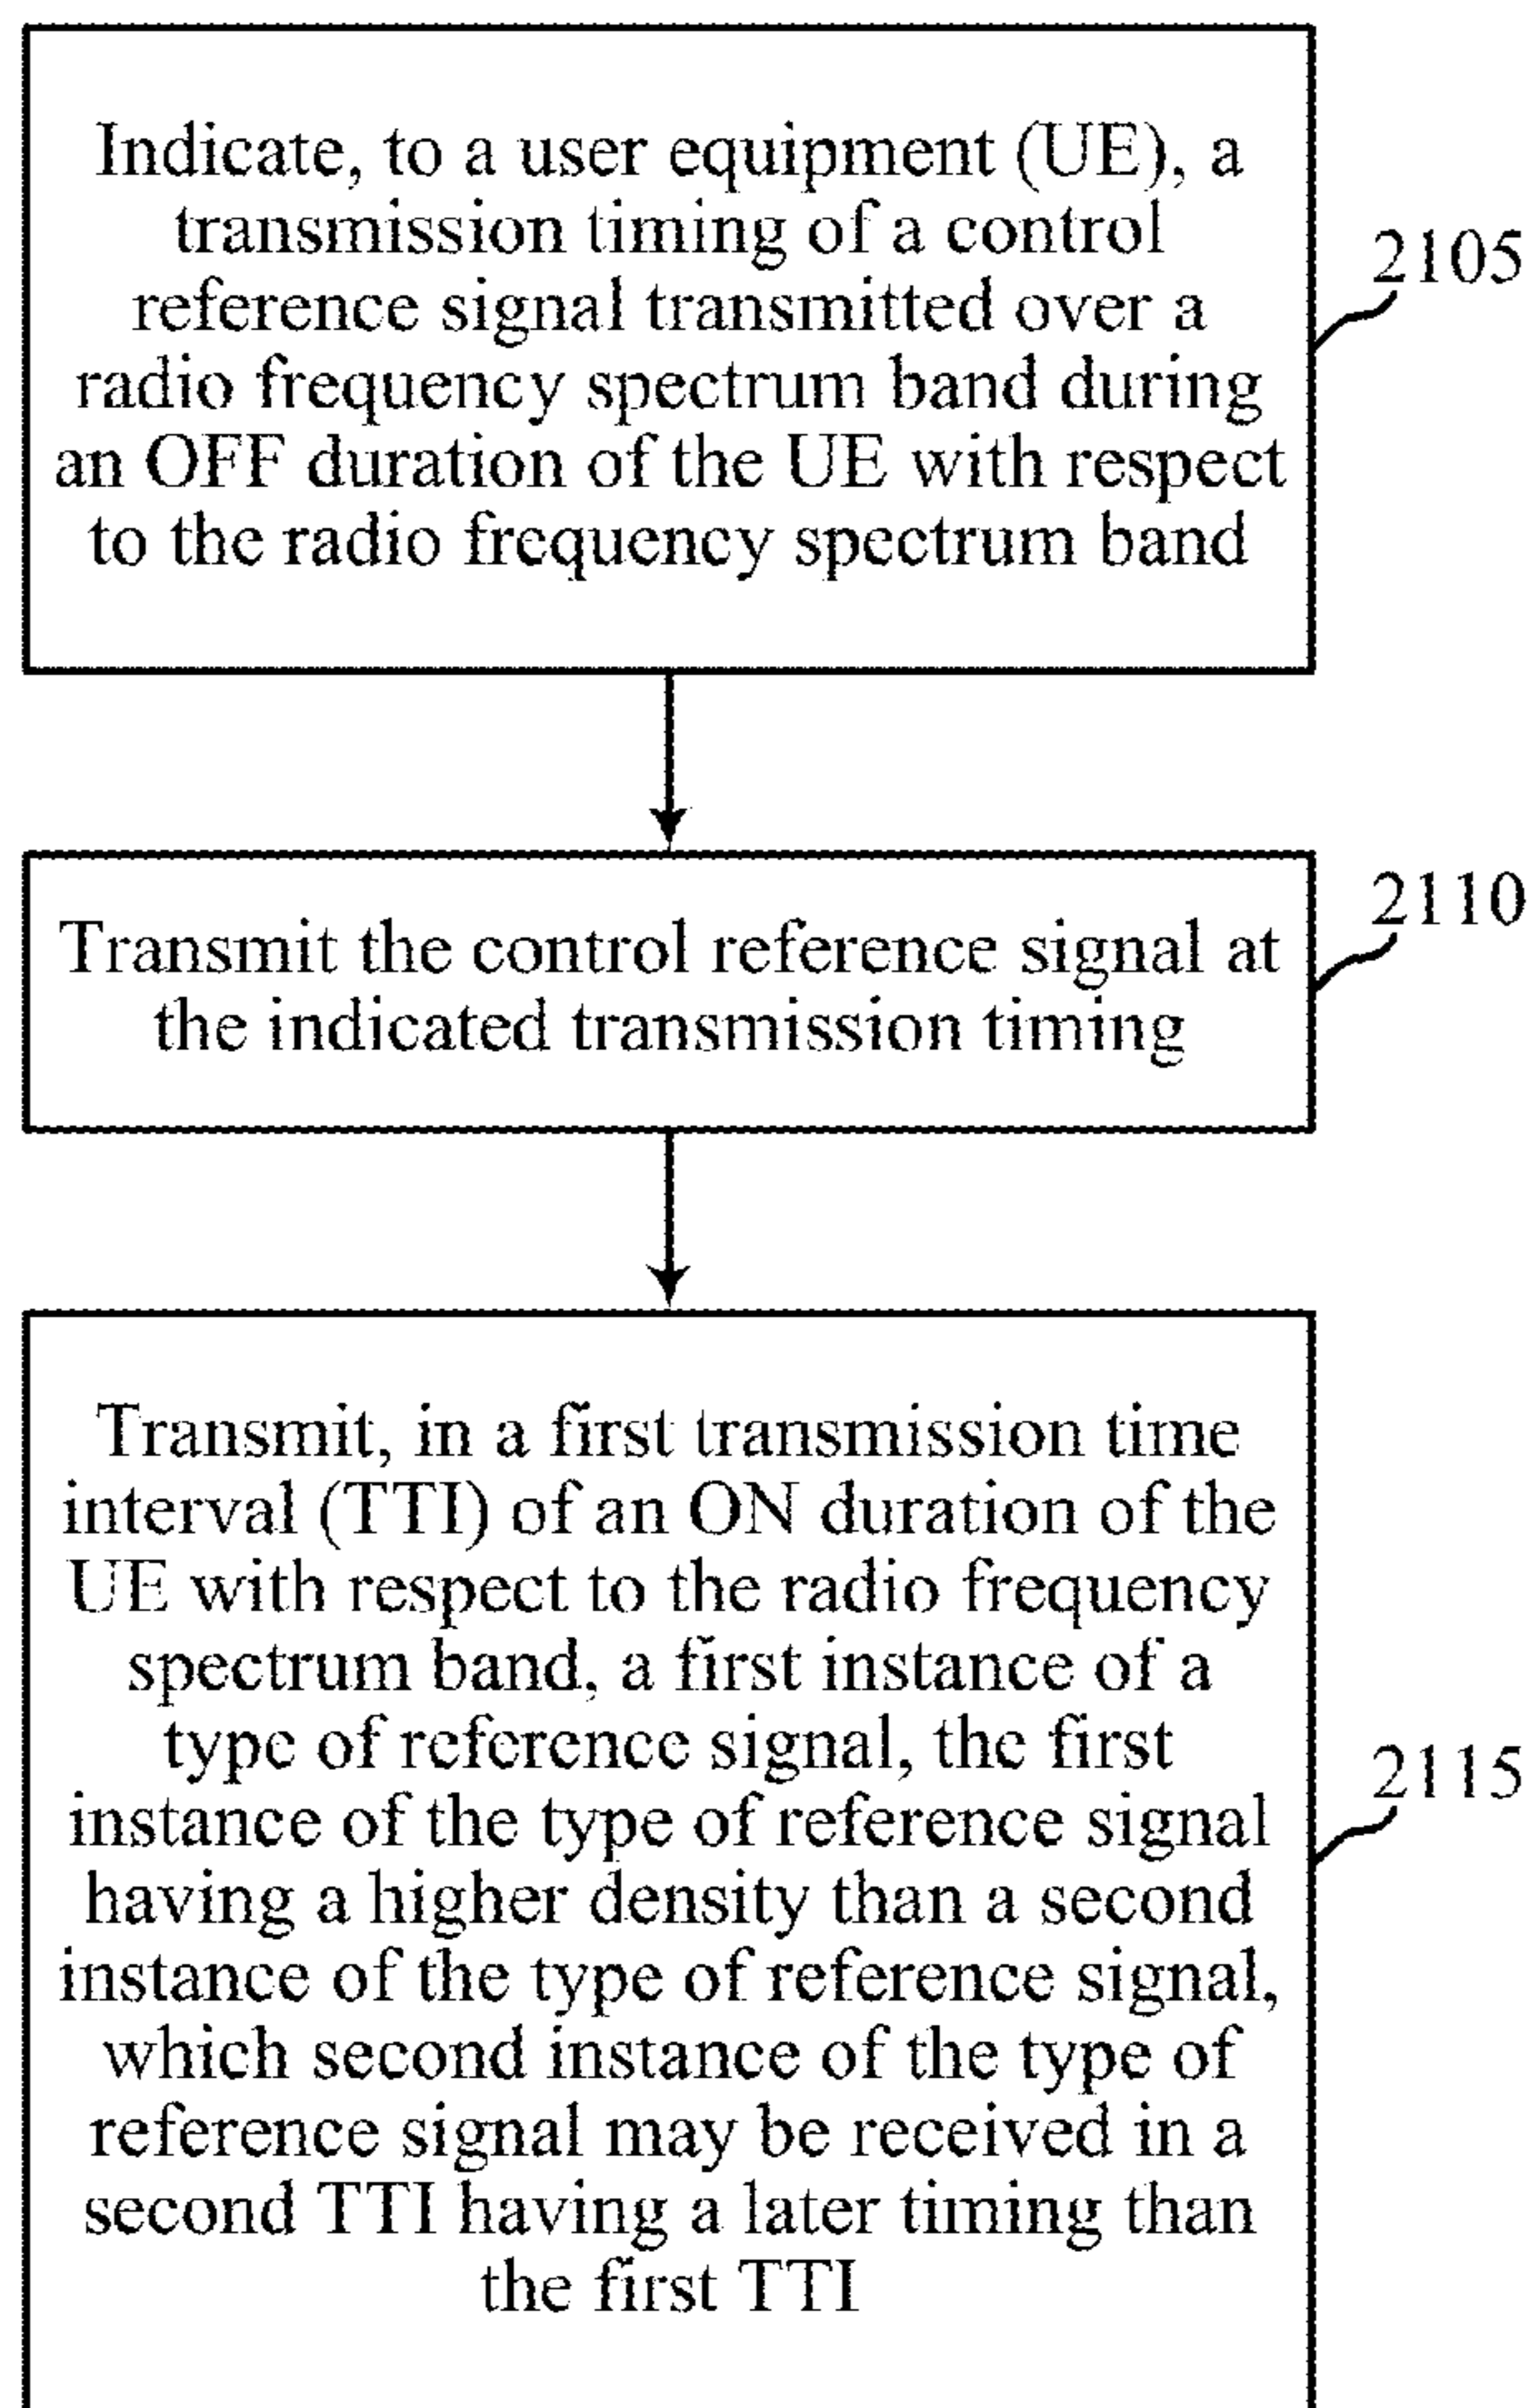 Indicate, to a user equipment (UE), a
transmission timing of a control
reference signal transmitted over a
radio frequency spectrum band during
an OFF duration of the UE with respect
to the radio frequency spectrum band
2105
Transmit the control reference signal at
the indicated transmission timing
2110
Transmit, in a first transmission time
interval (TTI) of an ON duration of the
UE with respect to the radio frequency
spectrum band, a first instance of a
type of reference signal, the first
instance of the type of reference signal
having a higher density than a second
instance of the type of reference signal,
which second instance of the type of
reference signal may be received in a
second TTI having a later timing than
the first TTI
2115